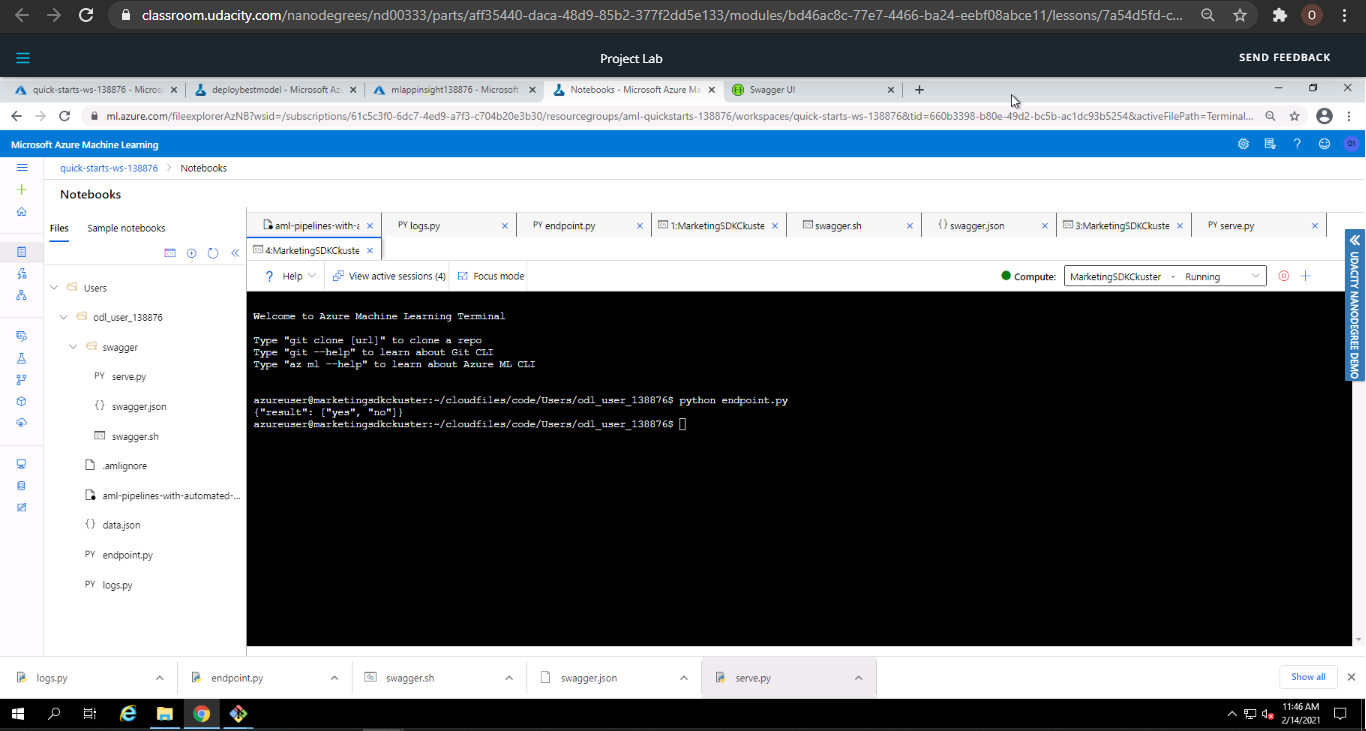 classroom.udacity.com/nanodegrees/nd00333/parts/aff35440-daca-48d9-85b2-377f2dd5e133/modules/bd46ac8c-77e7-4466-ba24-eebf08abce11/lessons/7a54d5fd-c...
O
Project Lab
SEND FEEDBACK
quick-starts-ws-138876 - Micros
deploybestmodel - Microsoft Az
mlappinsight138876 - Microsoft
Notebooks - Microsoft Azure Ma
Swagger UI
ml.azure.com/fileexplorerAzNB?wsid=/subscriptions/61c5c3f0-6dc7-4ed9-a7f3-c704b20e3b30/resourcegroups/aml-quickstarts-138876/workspaces/quick-starts-ws-138876&tid=660b3398-b80e-49d2-bc5b-ac1dc93b5254&activeFilePath=Terminal...
Microsoft Azure Machine Learning
quick-starts-ws-138876 > Notebooks
Notebooks
Files
Sample notebooks
aml-pipelines-with-a
PY logs.py
PY endpoint.py
1:MarketingSDKCkuste
swagger.sh
{} swagger.json
3:MarketingSDKCkuste
PY serve.py
4:MarketingSDKCkuste
? Help
View active sessions (4)
Focus mode
Compute:
MarketingSDKCkuster - Running
UDACITY NANODEGREE DEMO
Users
odl_user_138876
swagger
PY serve.py
{} swagger.json
swagger.sh
.amlignore
aml-pipelines-with-automated-...
{} data.json
PY endpoint.py
PY logs.py
Welcome to Azure Machine Learning Terminal
Type "git clone [url]" to clone a repo
Type "git --help" to learn about Git CLI
Type "az ml --help" to learn about Azure ML CLI
azureuser@marketingsdkckuster:~/cloudfiles/code/Users/odl_user_138876$ python endpoint.py
{"result": ["yes", "no"]}
azureuser@marketingsdkckuster:~/cloudfiles/code/Users/odl_user_138876$
logs.py
endpoint.py
swagger.sh
swagger.json
serve.py
Show all
11:46 AM
2/14/2021